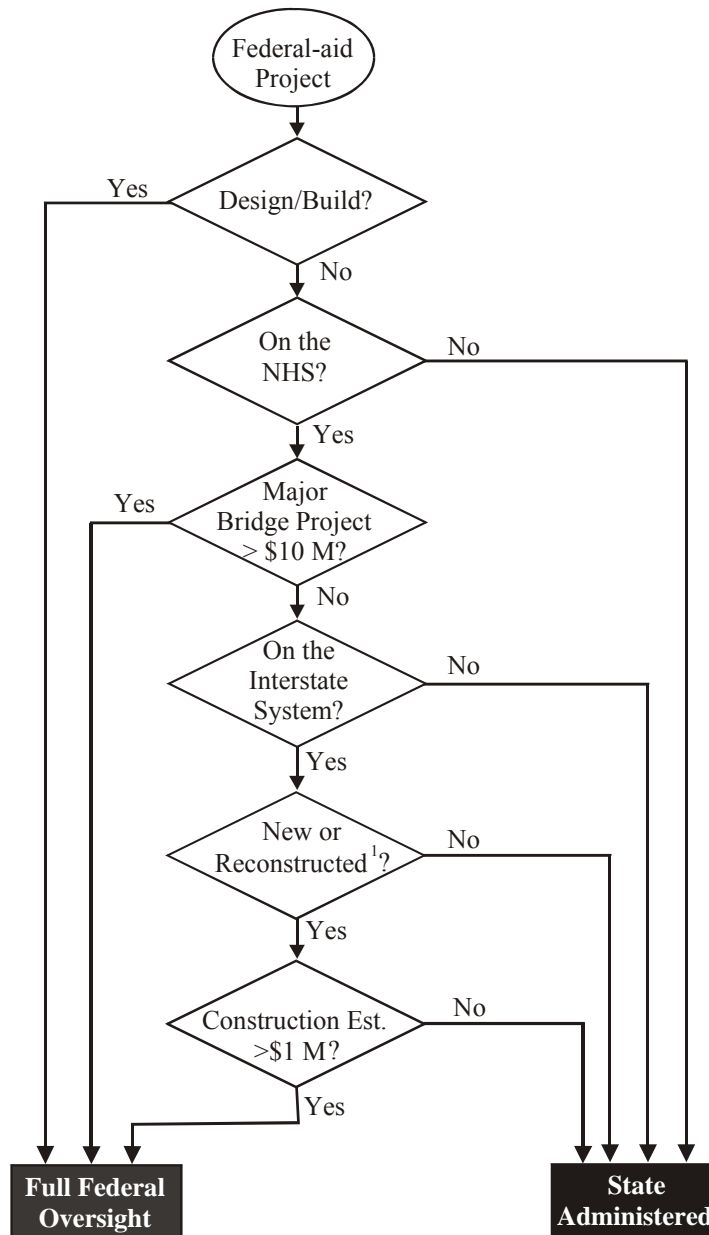 Federal-aid
Project
Yes
Design/Build?
No
On the
NHS?
No
Yes
Yes
Major
Bridge Project
> $10 M?
No
On the
Interstate
System?
No
Yes
New or
Reconstructed¹?
No
Yes
Construction Est.
>$1 M?
No
Yes
Full Federal
Oversight
State
Administered